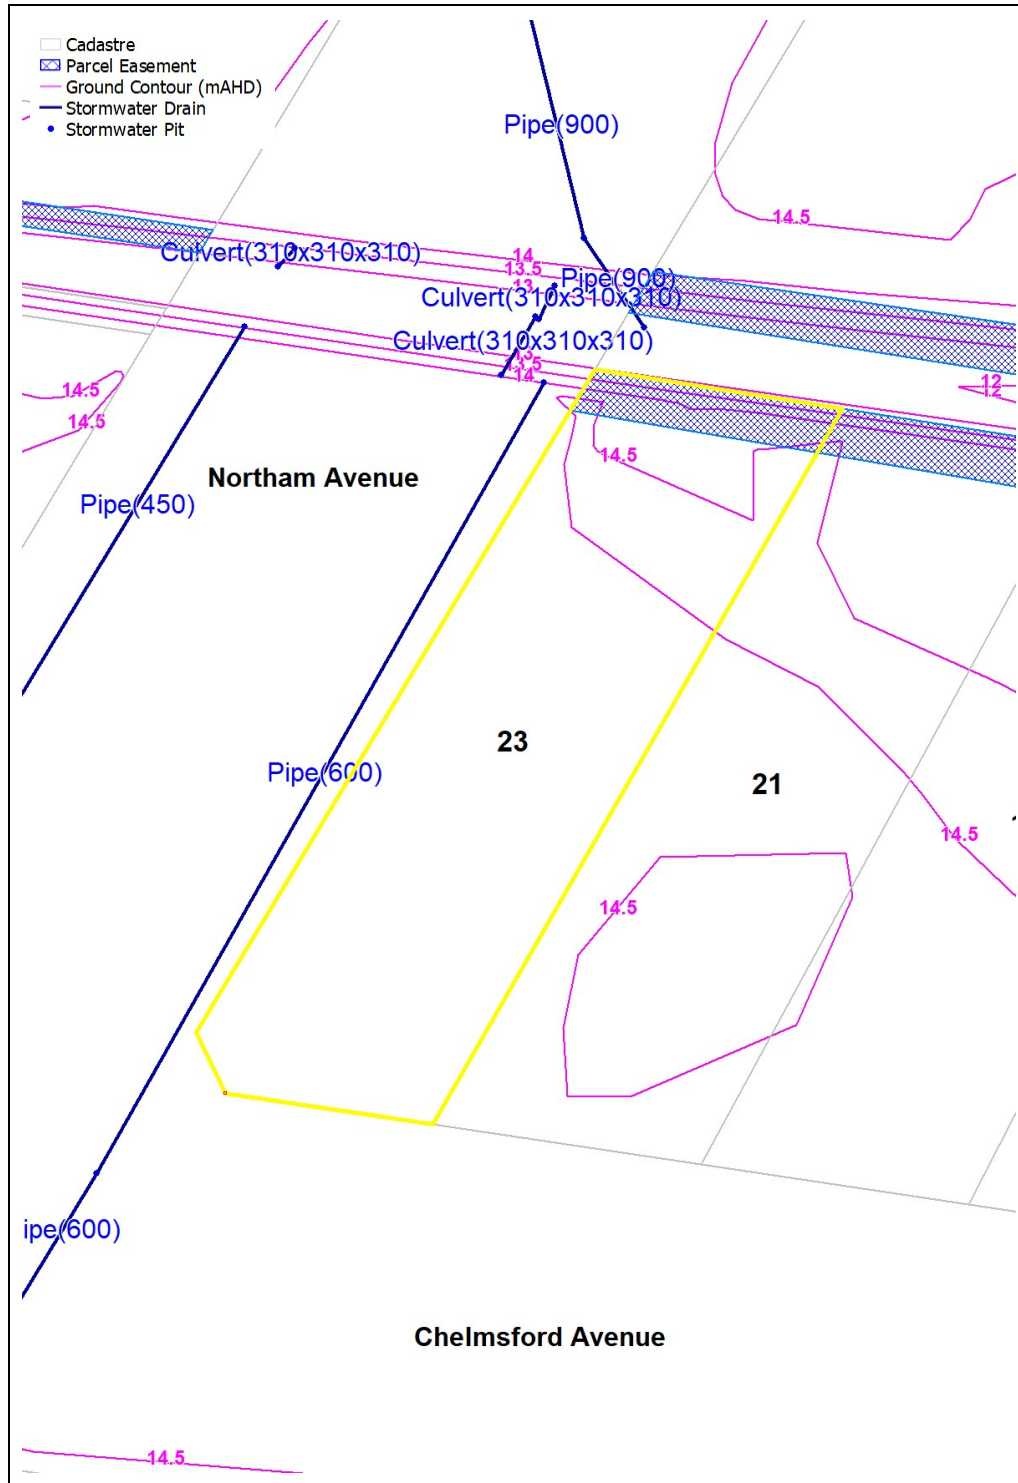 Cadastre
Parcel Easement
Ground Contour (mAHD)
Stormwater Drain
Stormwater Pit
Pipe(900)
14.5
Culvert(310x310x310)
14
13.5
13
Pipe(900)
Culvert(310x310x310)
Culvert(310x310x310)
13
13.5
14
12
12
14.5
14.5
14.5
Northam Avenue
Pipe(450)
23
Pipe(600)
21
14.5
14.5
ipe(600)
Chelmsford Avenue
14.5